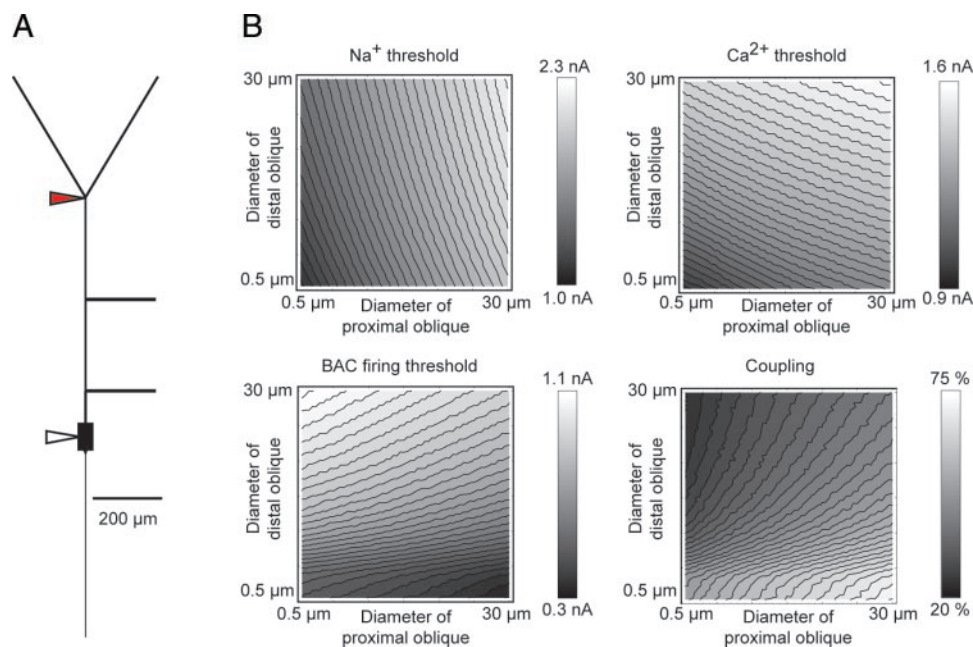 A
B
200 µm
Na+ threshold
30 µm
Diameter of
distal oblique
0.5 µm
0.5 µm
Diameter of
proximal oblique
30 µm
2.3 nA
1.0 nA
Ca2+ threshold
30 µm
Diameter of
distal oblique
0.5 µm
0.5 µm
Diameter of
proximal oblique
30 µm
1.6 nA
0.9 nA
BAC firing threshold
30 µm
Diameter of
distal oblique
0.5 µm
0.5 µm
Diameter of
proximal oblique
30 µm
1.1 nA
0.3 nA
Coupling
30 µm
Diameter of
distal oblique
0.5 µm
0.5 µm
Diameter of
proximal oblique
30 µm
75 %
20 %